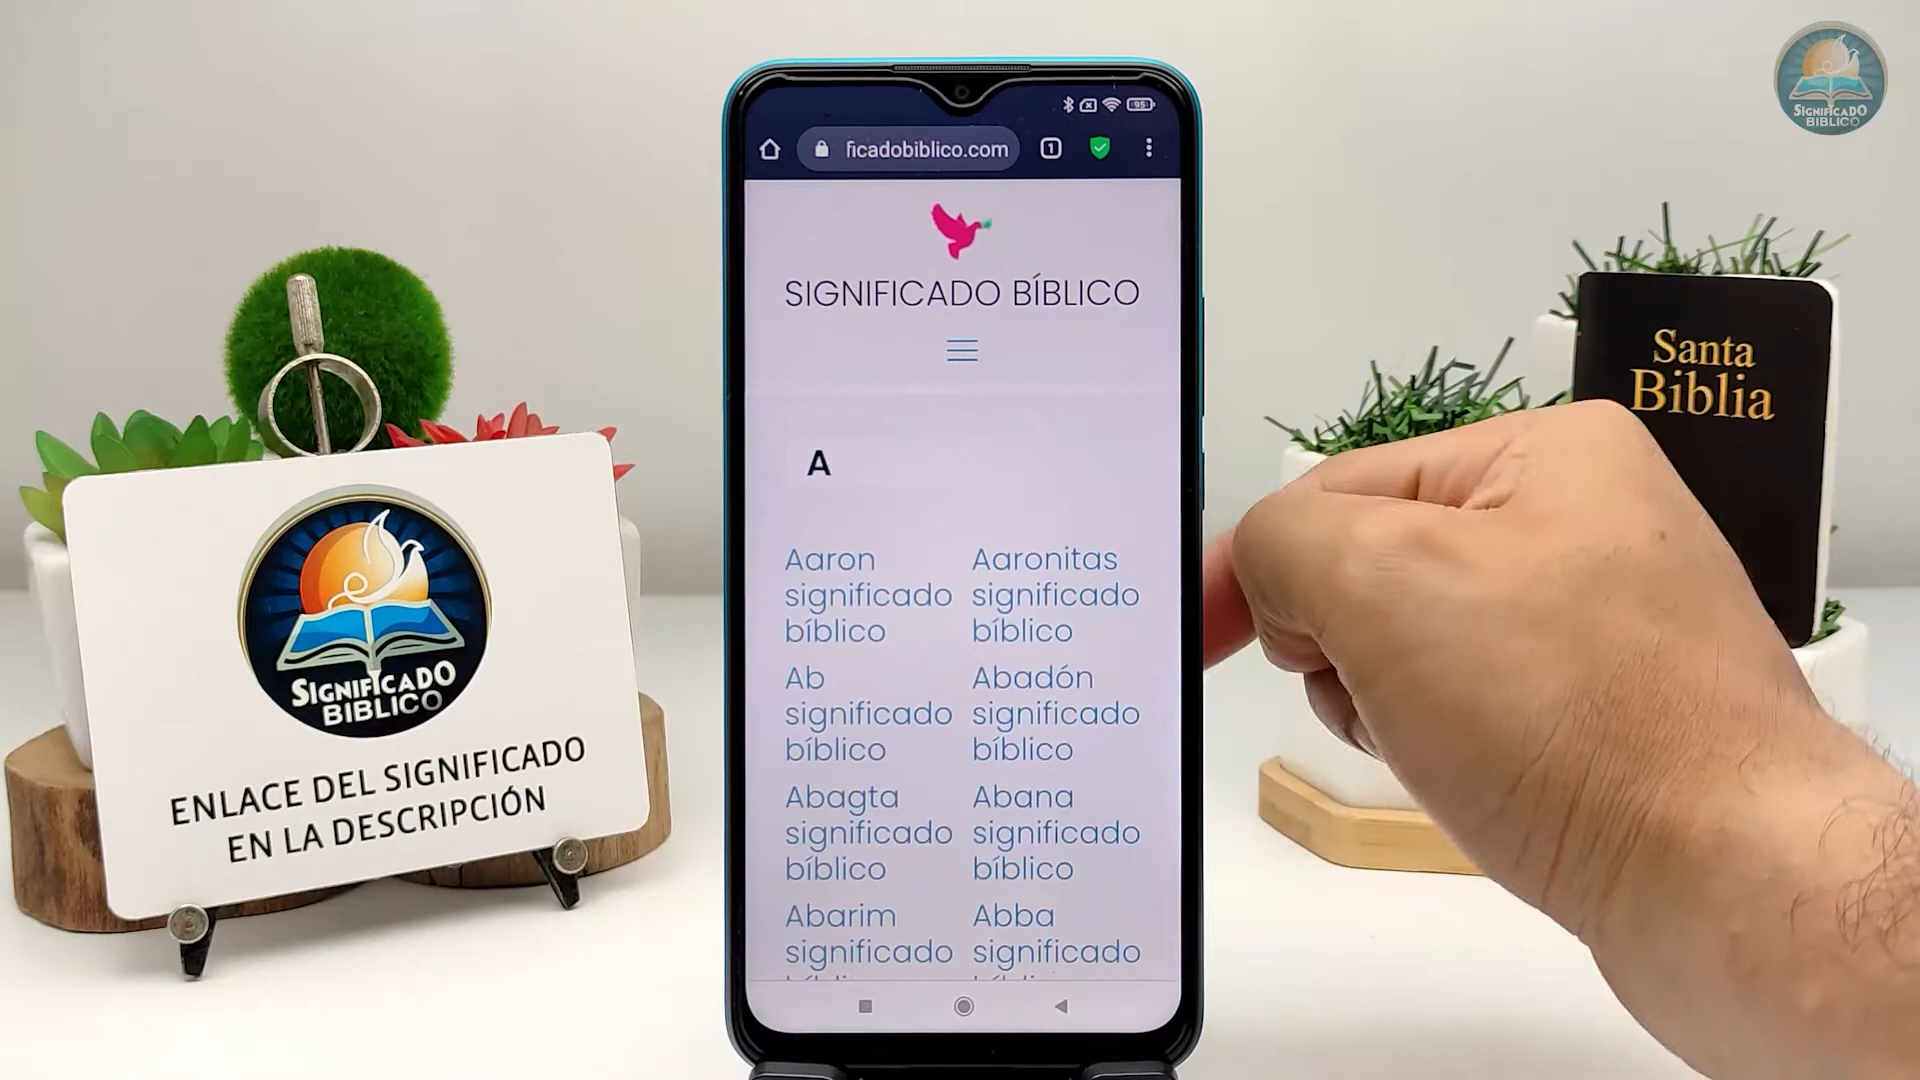 SIGNIFICADO
BIBLICO
95
ficadobiblico.com
1
SIGNIFICADO BÍBLICO
A
Aaron
significado
bíblico
Aaronitas
significado
bíblico
Ab
significado
bíblico
Abadón
significado
bíblico
Abagta
significado
bíblico
Abana
significado
bíblico
Abarim
significado
Abba
significado
SIGNIFICADO
BIBLICO
ENLACE DEL SIGNIFICADO
EN LA DESCRIPCIÓN
Santa
Biblia